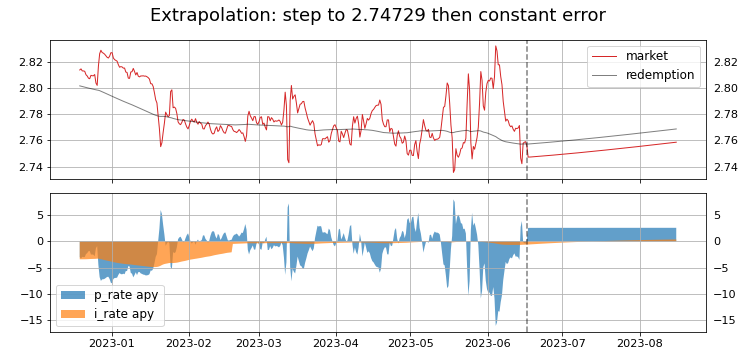 Extrapolation: step to 2.74729 then constant error
2.82 2.82
2.80 2.80
2.78 2.78
2.76 2.76
2.74 2.74
market
redemption
5 5
0 0
−5 −5
−10 −10
−15 −15
p_rate apy
i_rate apy
2023-01 2023-02 2023-03 2023-04 2023-05 2023-06 2023-07 2023-08